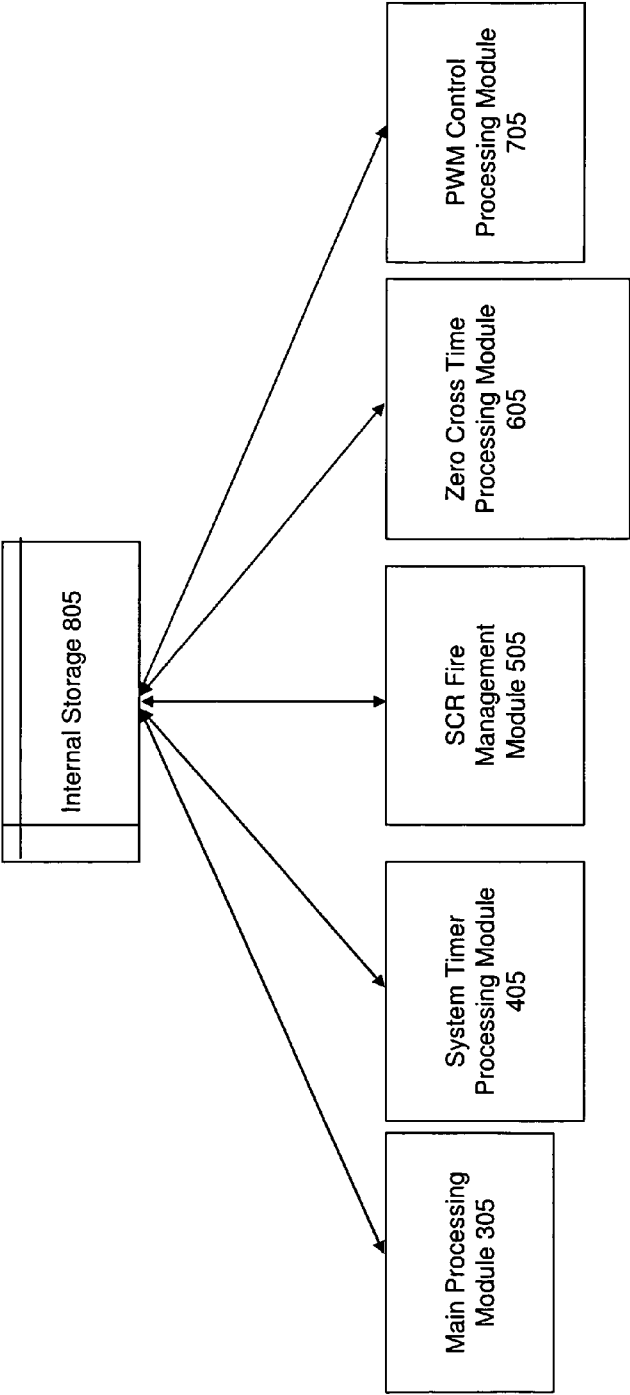 Internal Storage 805
Main Processing
Module 305
System Timer
Processing Module
405
SCR Fire
Management
Module 505
Zero Cross Time
Processing Module
605
PWM Control
Processing Module
705